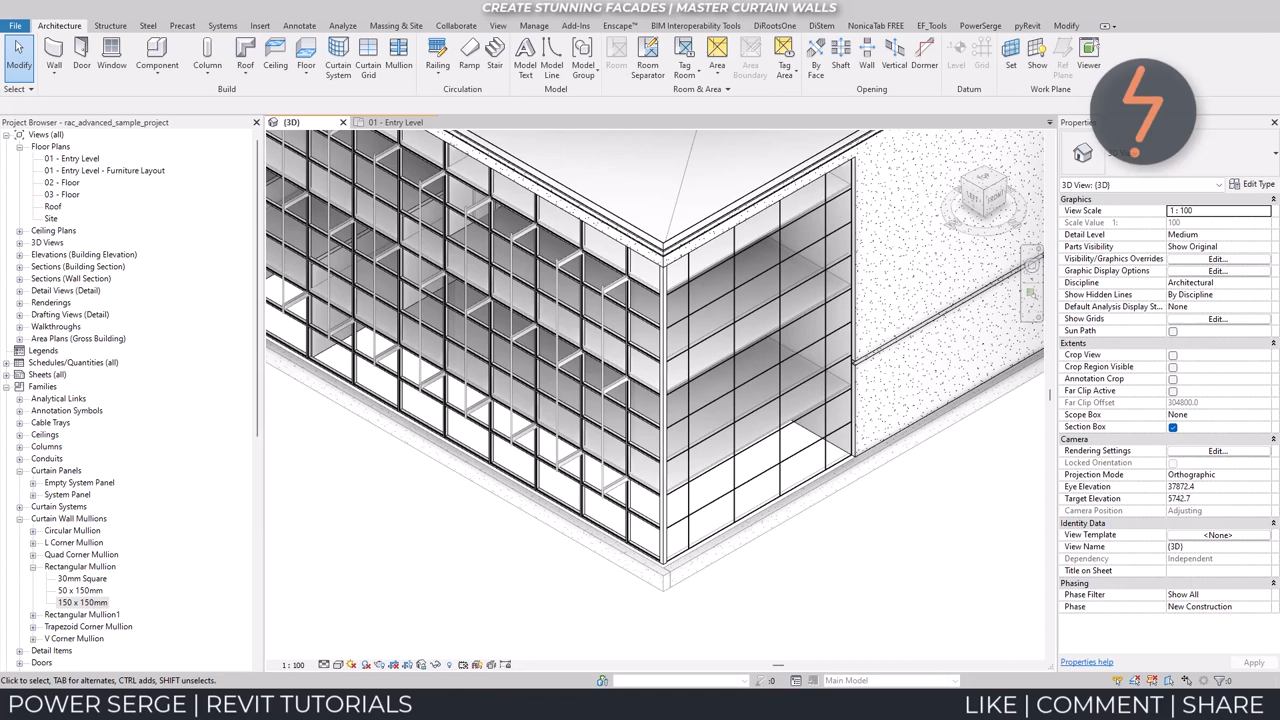 CREATE STUNNING FACADES | MASTER CURTAIN WALLS
File Architecture Structure Steel Precast Systems Insert Annotate Analyze Massing & Site Collaborate View Manage Add-Ins Enscape™ BIM Interoperability Tools DiRootsOne DiStem NonicaTab FREE EF_Tools PowerSerge pyRevit Modify
Modify Wall Door Window Component Column Roof Ceiling Floor Curtain System Curtain Grid Mullion Railing Ramp Stair Model Text Model Line Model Group Room Room Separator Tag Room Area Area Boundary Tag Area By Face Shaft Wall Vertical Dormer Level Grid Set Show Ref Plane Viewer
Select Build Circulation Model Room & Area Opening Datum Work Plane
Project Browser - rac_advanced_sample_project
{3D}
01 - Entry Level
Properties
Views (all)
Floor Plans
01 - Entry Level
01 - Entry Level - Furniture Layout
02 - Floor
03 - Floor
Roof
Site
Ceiling Plans
3D Views
Elevations (Building Elevation)
Sections (Building Section)
Sections (Wall Section)
Detail Views (Detail)
Renderings
Drafting Views (Detail)
Walkthroughs
Area Plans (Gross Building)
Legends
Schedules/Quantities (all)
Sheets (all)
Families
Analytical Links
Annotation Symbols
Cable Trays
Ceilings
Columns
Conduits
Curtain Panels
Empty System Panel
System Panel
Curtain Systems
Curtain Wall Mullions
Circular Mullion
L Corner Mullion
Quad Corner Mullion
Rectangular Mullion
30mm Square
50 x 150mm
150 x 150mm
Rectangular Mullion1
Trapezoid Corner Mullion
V Corner Mullion
Detail Items
Doors
3D View: {3D} Edit Type
Graphics
View Scale 1 : 100
Scale Value 1: 100
Detail Level Medium
Parts Visibility Show Original
Visibility/Graphics Overrides Edit...
Graphic Display Options Edit...
Discipline Architectural
Show Hidden Lines By Discipline
Default Analysis Display St... None
Show Grids Edit...
Sun Path
Extents
Crop View
Crop Region Visible
Annotation Crop
Far Clip Active
Far Clip Offset 304800.0
Scope Box None
Section Box
Camera
Rendering Settings Edit...
Locked Orientation
Projection Mode Orthographic
Eye Elevation 37872.4
Target Elevation 5742.7
Camera Position Adjusting
Identity Data
View Template <None>
View Name {3D}
Dependency Independent
Title on Sheet
Phasing
Phase Filter Show All
Phase New Construction
Properties help Apply
1 : 100
Click to select, TAB for alternates, CTRL adds, SHIFT unselects. :0 Main Model :0
POWER SERGE | REVIT TUTORIALS
LIKE | COMMENT | SHARE